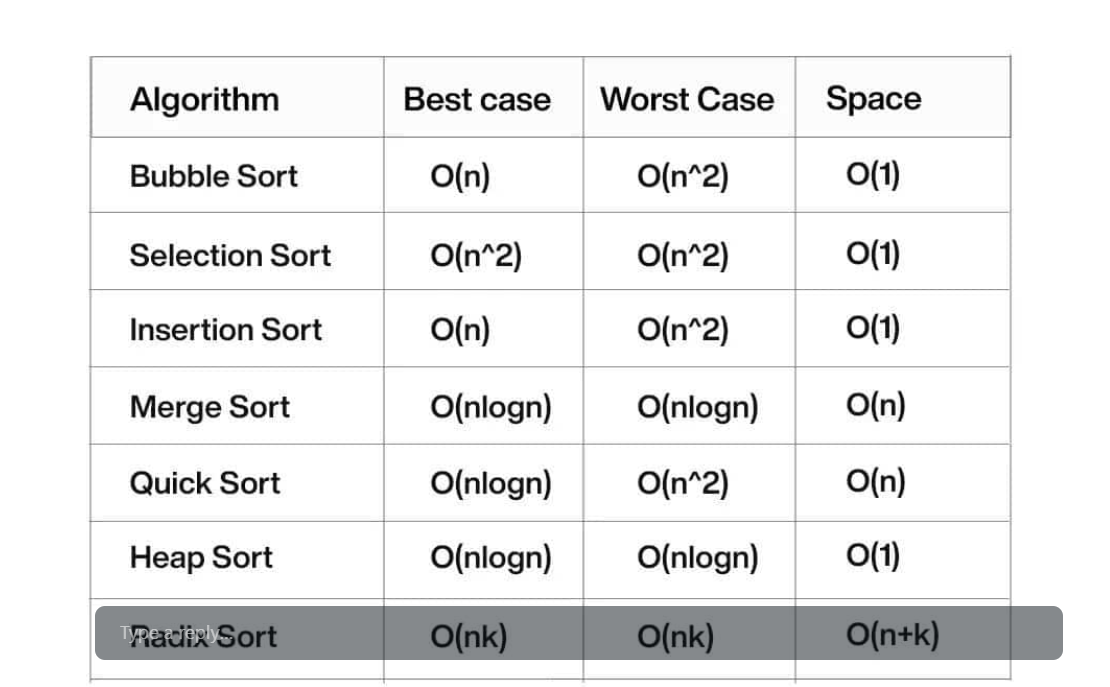 Algorithm Best case Worst Case Space
Bubble Sort O(n) O(n^2) O(1)
Selection Sort O(n^2) O(n^2) O(1)
Insertion Sort O(n) O(n^2) O(1)
Merge Sort O(nlogn) O(nlogn) O(n)
Quick Sort O(nlogn) O(n^2) O(n)
Heap Sort O(nlogn) O(nlogn) O(1)
Radix Sort O(nk) O(nk) O(n+k)
Type a reply...